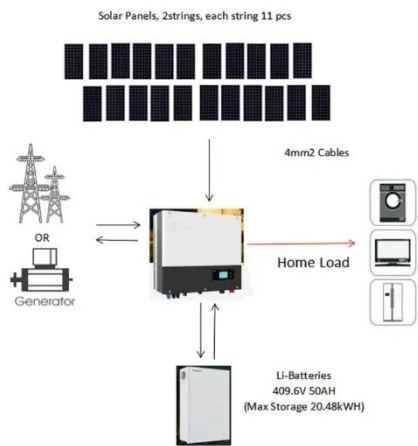 Solar Panels, 2strings, each string 11 pcs
4mm2 Cables
OR
Home Load
Generator
Li-Batteries
409.6V 50AH
(Max Storage 20.48kWH)